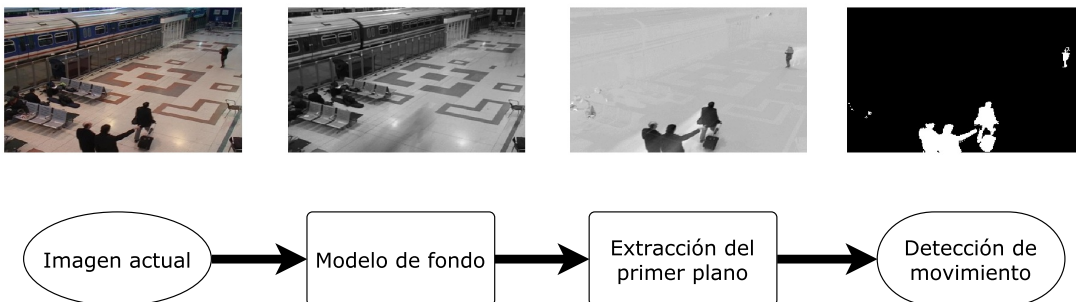 Imagen actual
Modelo de fondo
Extracción del
primer plano
Detección de
movimiento